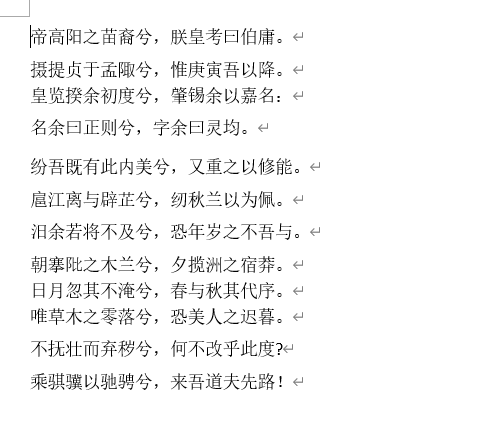 帝高阳之苗裔兮，朕皇考曰伯庸。
摄提贞于孟陬兮，惟庚寅吾以降。
皇览揆余初度兮，肇锡余以嘉名：
名余曰正则兮，字余曰灵均。
纷吾既有此内美兮，又重之以修能。
扈江离与辟芷兮，纫秋兰以为佩。
汩余若将不及兮，恐年岁之不吾与。
朝搴阰之木兰兮，夕揽洲之宿莽。
日月忽其不淹兮，春与秋其代序。
唯草木之零落兮，恐美人之迟暮。
不抚壮而弃秽兮，何不改乎此度?
乘骐骥以驰骋兮，来吾道夫先路！